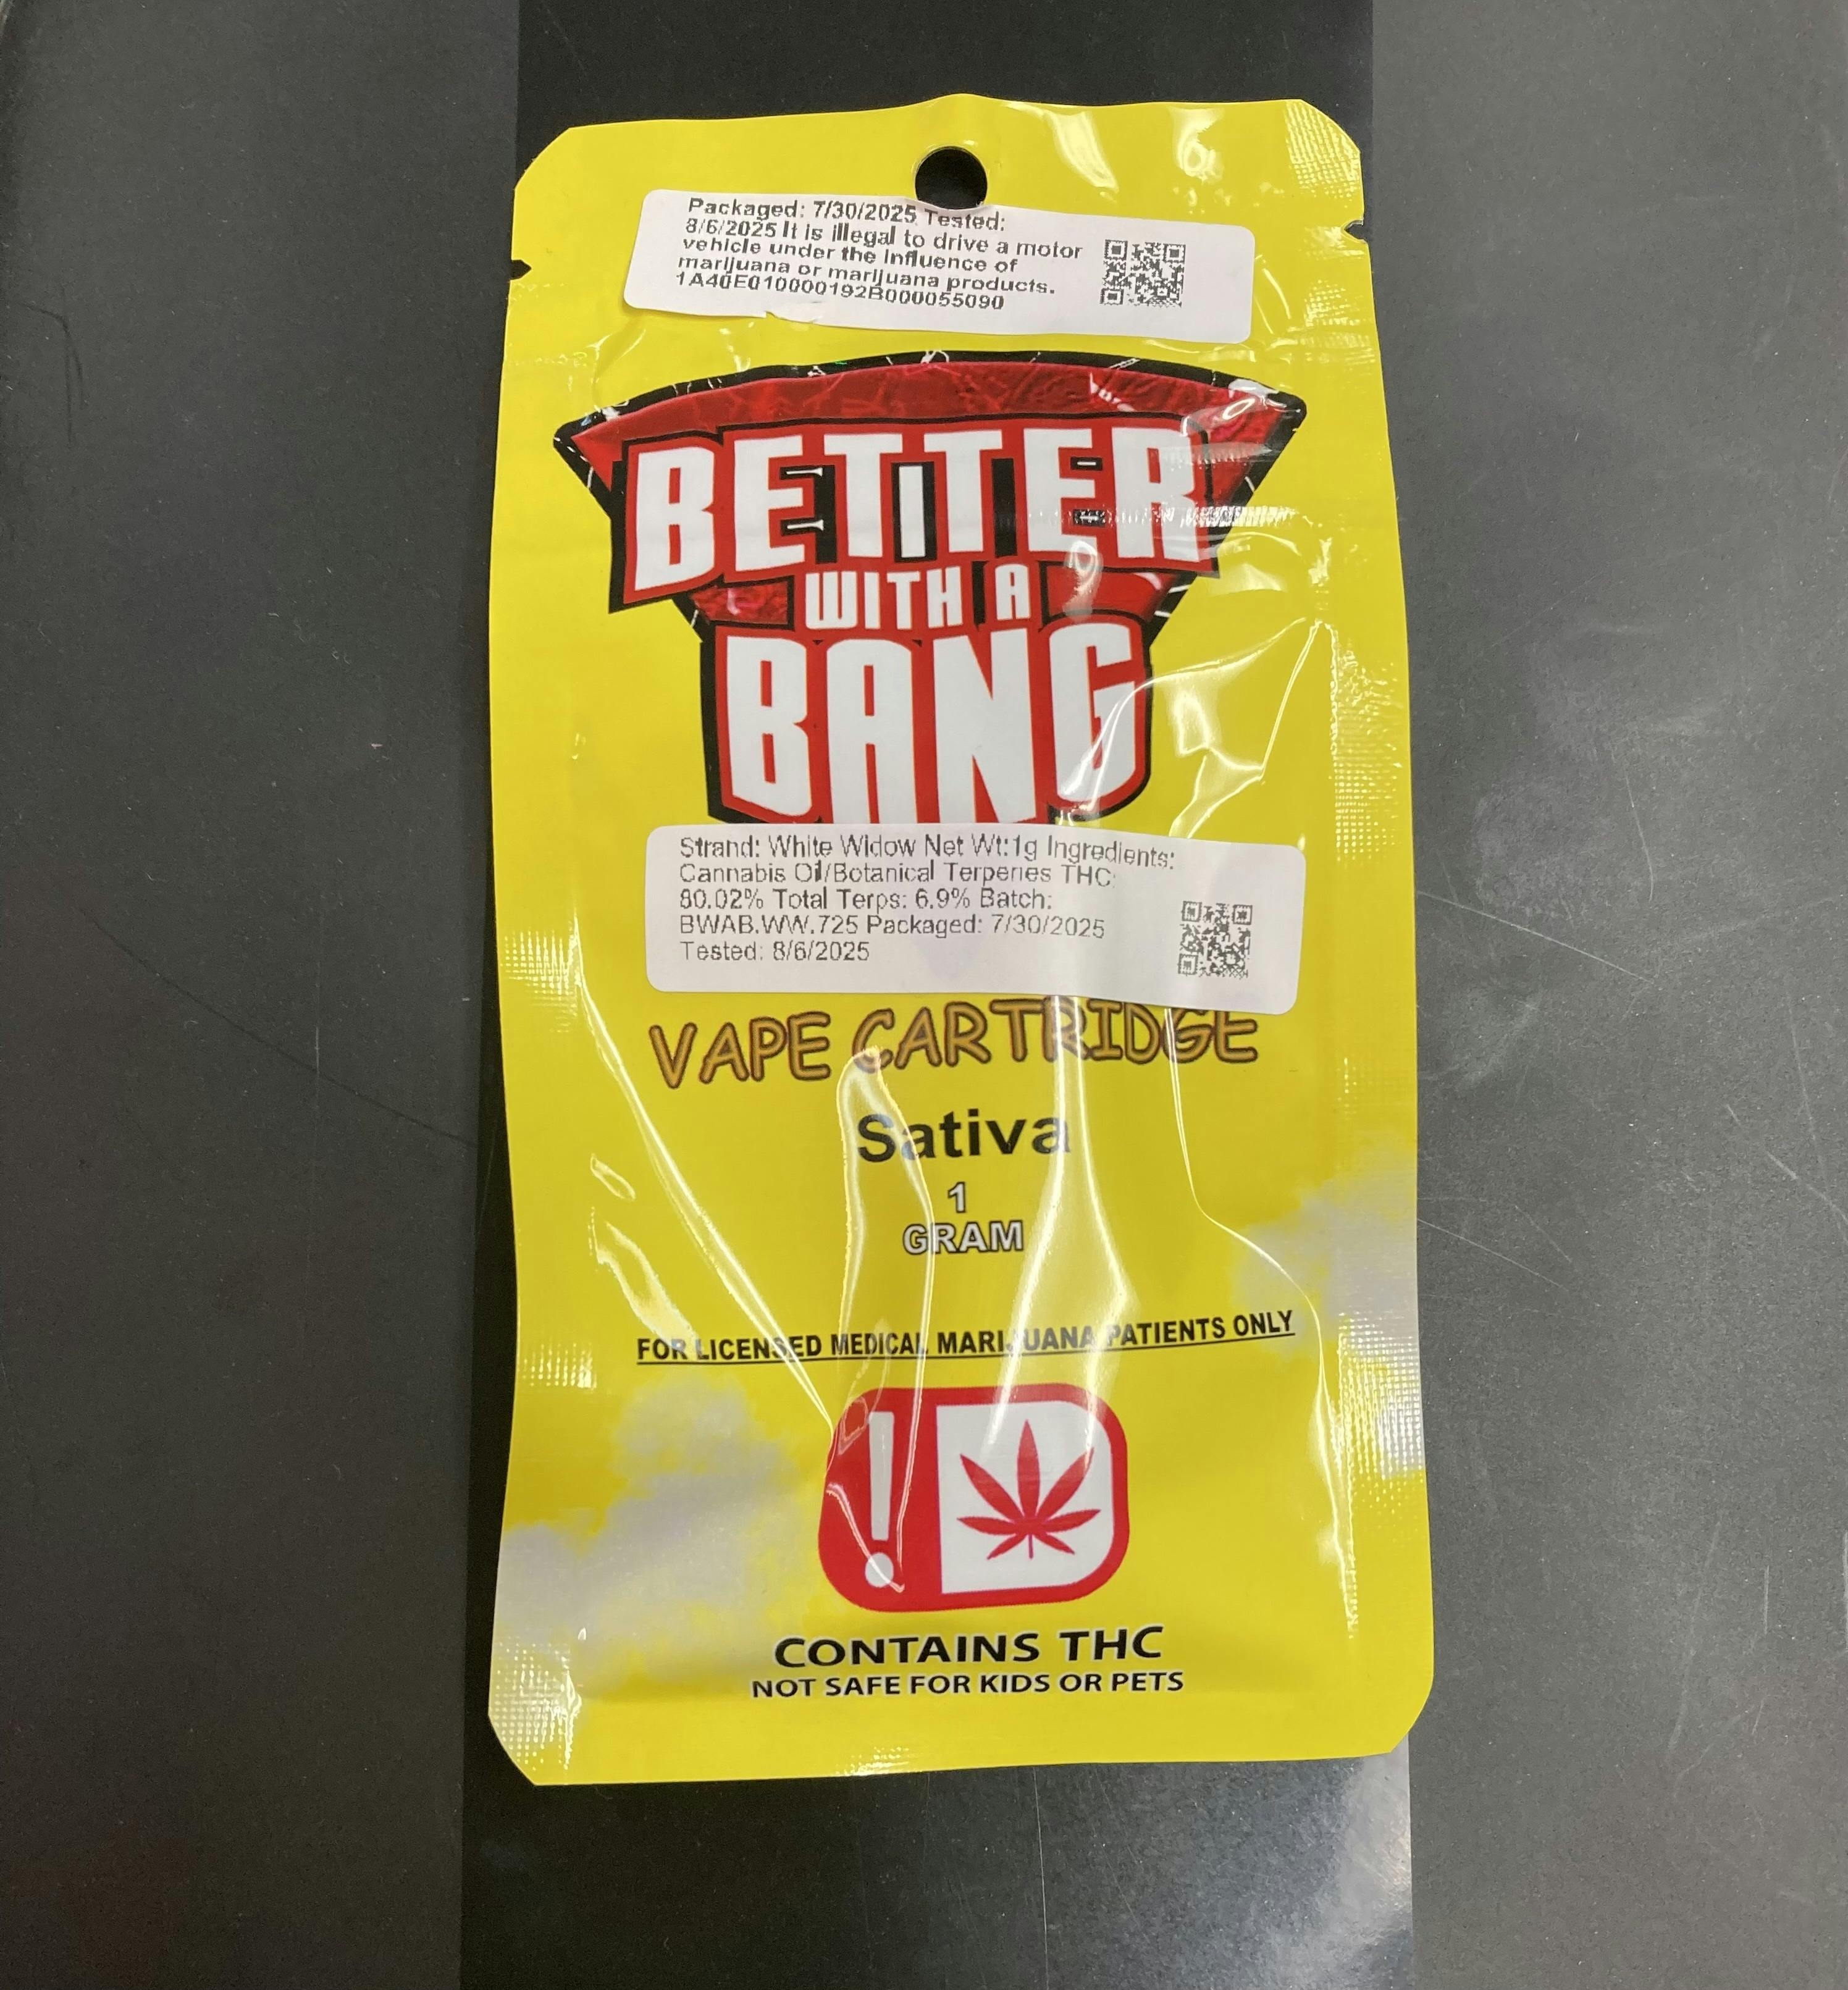 Packaged: 7/30/2025 Tested:
8/6/2025 It is illegal to drive a motor
vehicle under the influence of
marijuana or marijuana products.
1A40E010000192B000055090
BETTER
WITH A
BANG
Strand: White Widow Net Wt:1g Ingredients:
Cannabis Oil/Botanical Terpenes THC:
80.02% Total Terps: 6.9% Batch:
BWAB.WW.725 Packaged: 7/30/2025
Tested: 8/6/2025
VAPE CARTRIDGE
Sativa
1
GRAM
FOR LICENSED MEDICAL MARIJUANA PATIENTS ONLY
!
CONTAINS THC
NOT SAFE FOR KIDS OR PETS